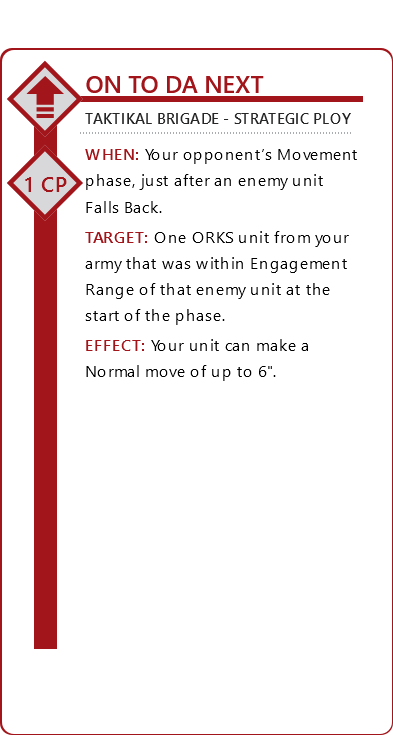 ON TO DA NEXT
TAKTIKAL BRIGADE - STRATEGIC PLOY
1 CP
WHEN: Your opponent's Movement
phase, just after an enemy unit
Falls Back.
TARGET: One ORKS unit from your
army that was within Engagement
Range of that enemy unit at the
start of the phase.
EFFECT: Your unit can make a
Normal move of up to 6".